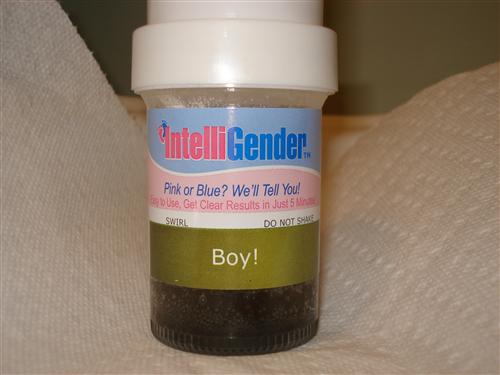 IntelliGender™
Pink or Blue? We'll Tell You!
Easy to Use, Get Clear Results in Just 5 Minutes!
SWIRL DO NOT SHAKE
Boy!